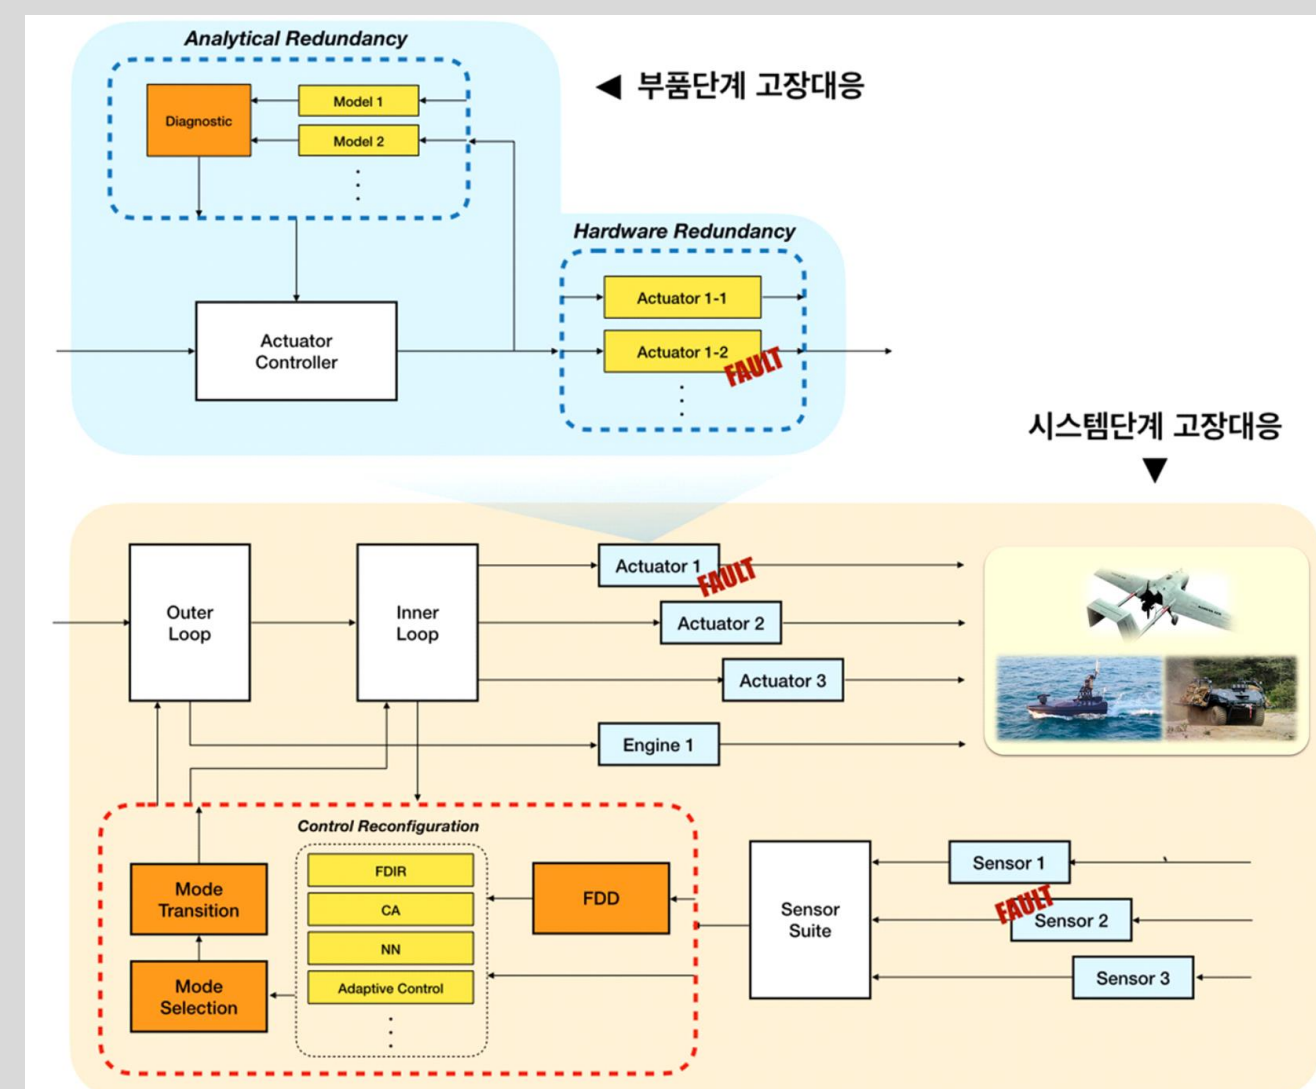 Analytical Redundancy
◀ 부품단계 고장대응
Diagnostic
Model 1
Model 2
Hardware Redundancy
Actuator 1-1
Actuator 1-2
FAULT
Actuator
Controller
시스템단계 고장대응
▼
Outer
Loop
Inner
Loop
Actuator 1
FAULT
Actuator 2
Actuator 3
Engine 1
Control Reconfiguration
Mode
Transition
Mode
Selection
FDIR
CA
NN
Adaptive Control
FDD
Sensor
Suite
Sensor 1
FAULT
Sensor 2
Sensor 3